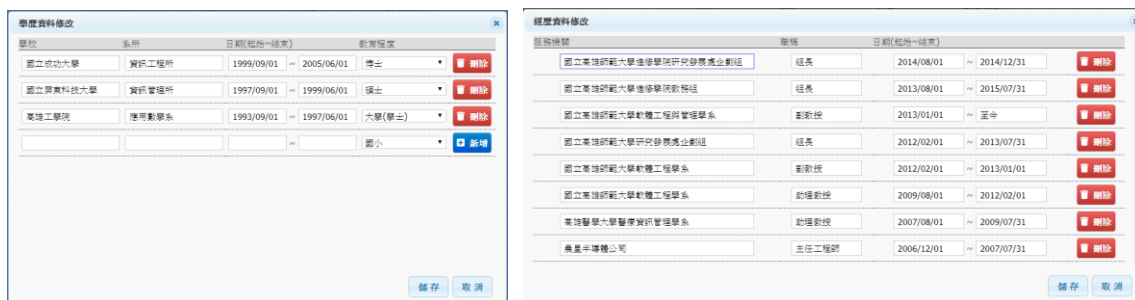 學歷資料修改
學校 系所 日期(起始~結束) 教育程度
國立成功大學 資訊工程所 1999/09/01 ~ 2005/06/01 博士 刪除
國立屏東科技大學 資訊管理所 1997/09/01 ~ 1999/06/01 碩士 刪除
高雄工學院 應用數學系 1993/09/01 ~ 1997/06/01 大學(學士) 刪除
~ 國小 新增
儲存 取消
經歷資料修改
服務機關 職稱 日期(起始~結束)
國立高雄師範大學進修學院研究發展處企劃組 組長 2014/08/01 ~ 2014/12/31 刪除
國立高雄師範大學進修學院教務組 組長 2013/08/01 ~ 2015/07/31 刪除
國立高雄師範大學軟體工程與管理學系 副教授 2013/01/01 ~ 至今 刪除
國立高雄師範大學研究發展處企劃組 組長 2012/02/01 ~ 2013/07/31 刪除
國立高雄師範大學軟體工程學系 副教授 2012/02/01 ~ 2013/01/01 刪除
國立高雄師範大學軟體工程學系 助理教授 2009/08/01 ~ 2012/02/01 刪除
高雄醫學大學醫療資訊管理學系 助理教授 2007/08/01 ~ 2009/07/31 刪除
晨星半導體公司 主任工程師 2006/12/01 ~ 2007/07/31 刪除
儲存 取消